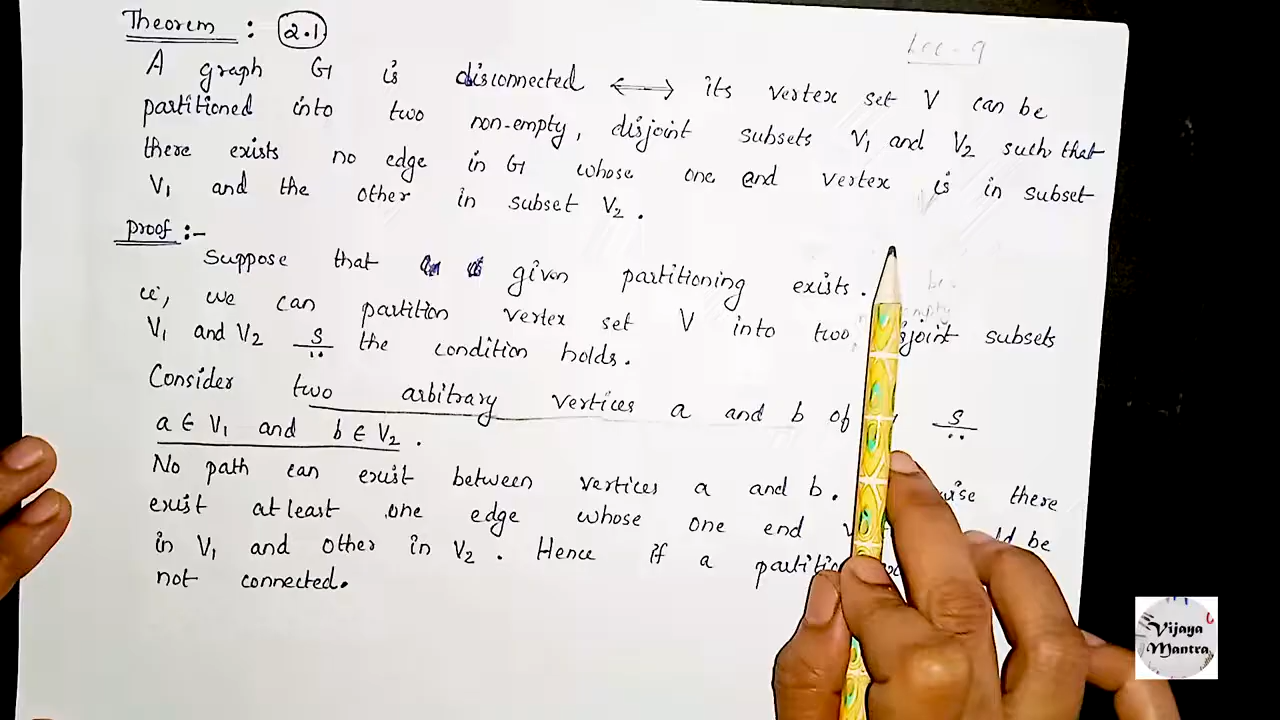 Lec - 9
Theorem : 2.1
A graph G is disconnected ⟷ its vertex set V can be
partitioned into two non-empty, disjoint subsets V₁ and V₂ such that
there exists no edge in G whose one end vertex is in subset
V₁ and the other in subset V₂.
Proof :-
Suppose that given partitioning exists.
ie, we can partition vertex set V into two subsets
V₁ and V₂ s.t. the condition holds.
Consider two arbitrary vertices a and b of
a ∈ V₁ and b ∈ V₂.
No path can exist between vertices a and b. there
exist atleast one edge whose one end be
in V₁ and other in V₂. Hence if a
not connected.
Vijaya
Mantra